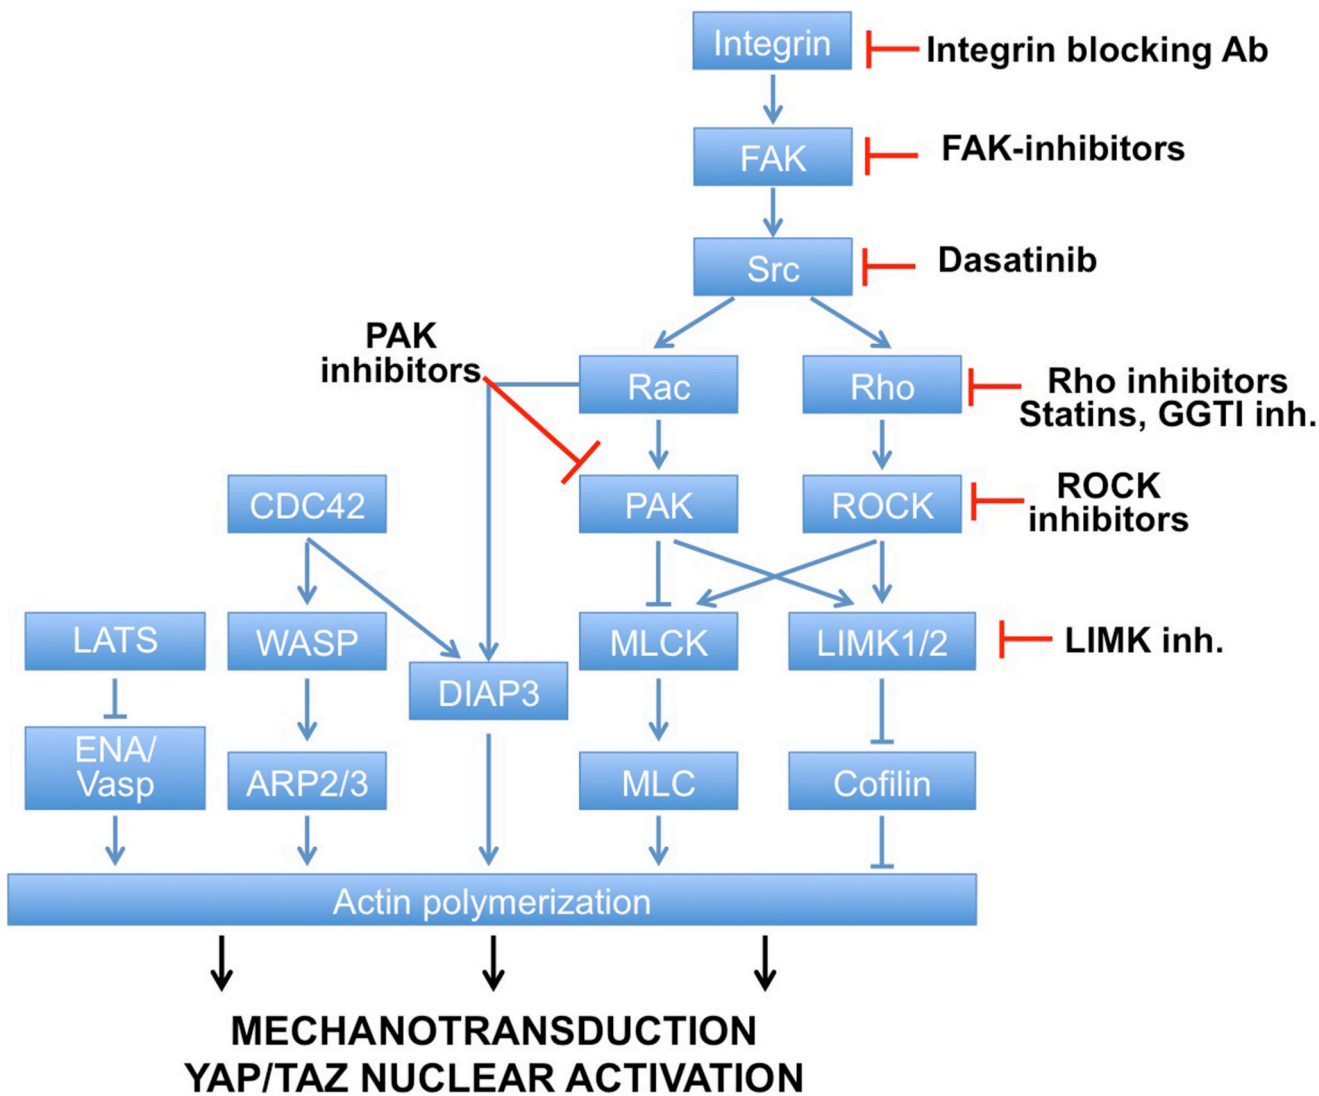 Integrin
Integrin blocking Ab
FAK
FAK-inhibitors
Src
Dasatinib
PAK
inhibitors
Rac
Rho
Rho inhibitors
Statins, GGTI inh.
CDC42
PAK
ROCK
ROCK
inhibitors
LATS
WASP
DIAP3
MLCK
LIMK1/2
LIMK inh.
ENA/
Vasp
ARP2/3
MLC
Cofilin
Actin polymerization
MECHANOTRANSDUCTION
YAP/TAZ NUCLEAR ACTIVATION